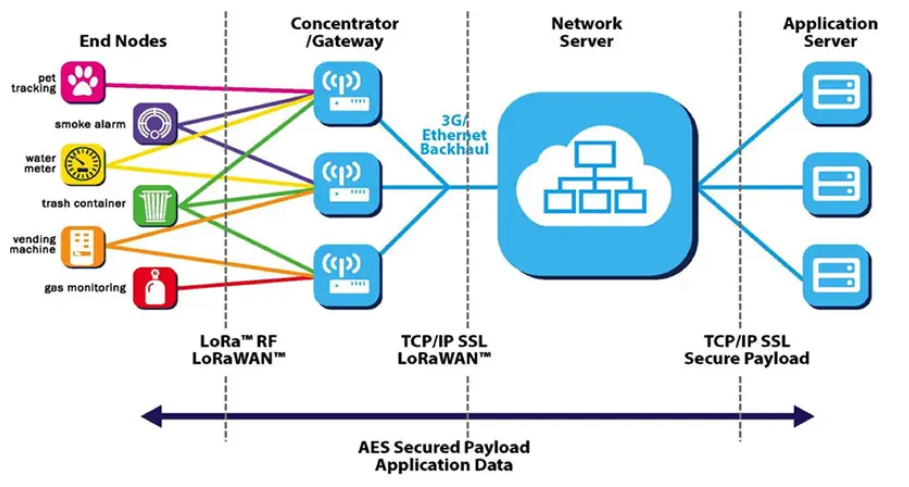 End Nodes
Concentrator
/Gateway
Network
Server
Application
Server
pet
tracking
smoke alarm
water
meter
trash container
vending
machine
gas monitoring
3G/
Ethernet
Backhaul
LoRa™ RF
LoRaWAN™
TCP/IP SSL
LoRaWAN™
TCP/IP SSL
Secure Payload
AES Secured Payload
Application Data